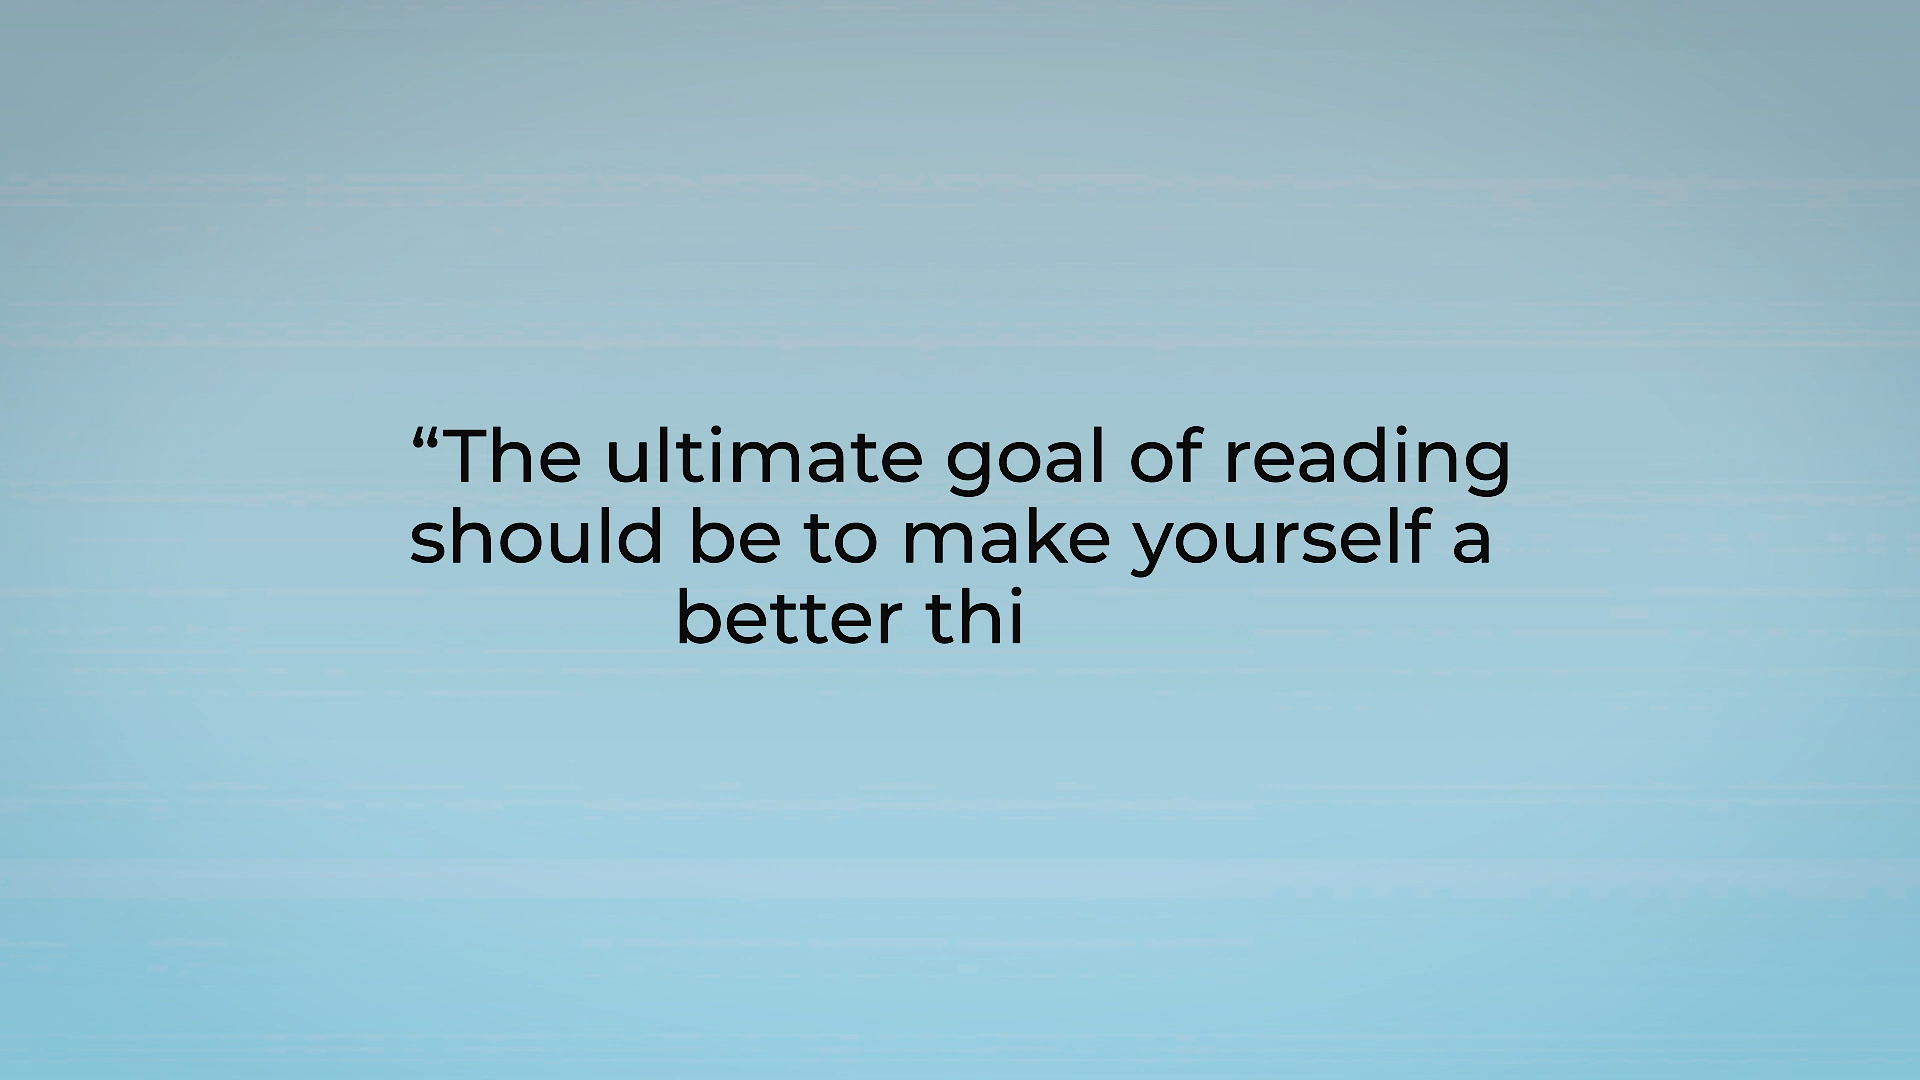 “The ultimate goal of reading
should be to make yourself a
better thi